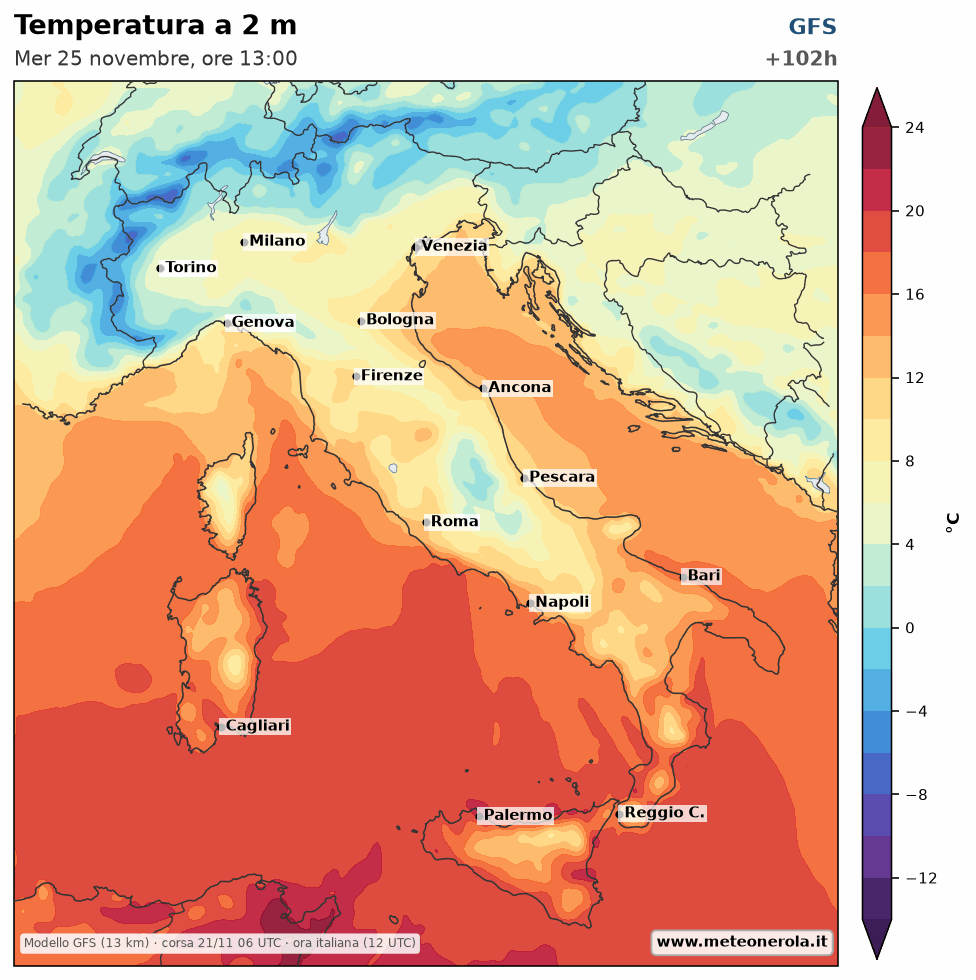 Temperatura a 2 m
GFS
Mer 25 novembre, ore 13:00
+102h
24
20
16
12
8
4
0
−4
−8
−12
°C
Milano
Venezia
Torino
Genova
Bologna
Firenze
Ancona
Pescara
Roma
Bari
Napoli
Cagliari
Palermo
Reggio C.
Modello GFS (13 km) · corsa 21/11 06 UTC · ora italiana (12 UTC)
www.meteonerola.it